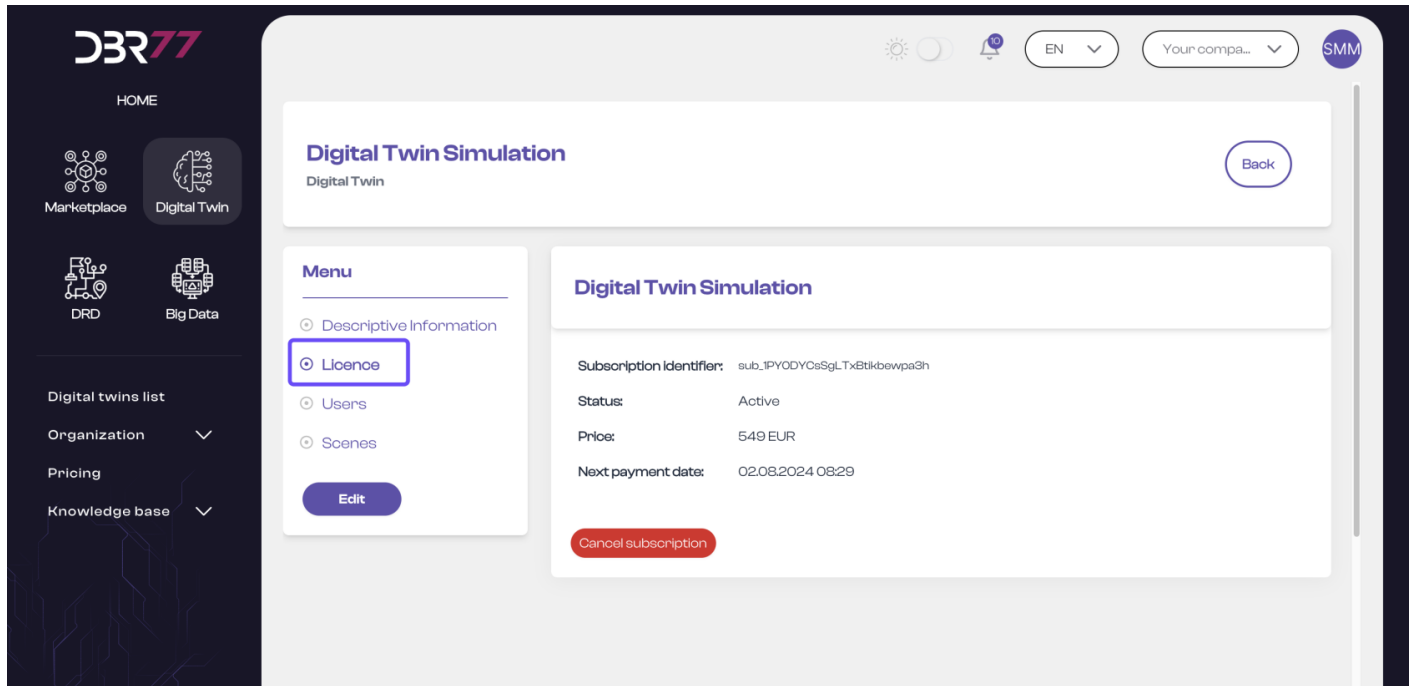 DBR77
10
EN
Your compa...
SMM
HOME
Marketplace
Digital Twin
DRD
Big Data
Digital twins list
Organization
Pricing
Knowledge base
Digital Twin Simulation
Digital Twin
Back
Menu
Descriptive Information
Licence
Users
Scenes
Edit
Digital Twin Simulation
Subscription identifier: sub_1PY0DYCsSgLTxBtikbewpa3h
Status: Active
Price: 549 EUR
Next payment date: 02.08.2024 08:29
Cancel subscription